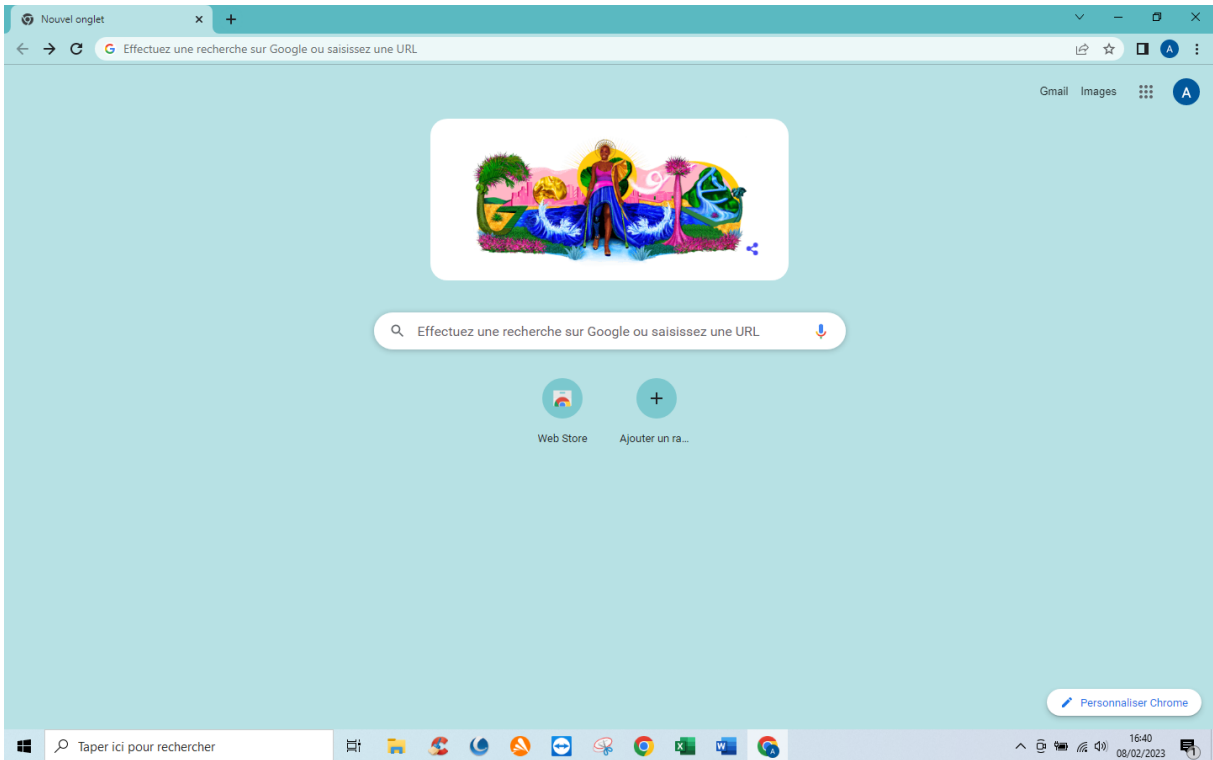 Nouvel onglet
Effectuez une recherche sur Google ou saisissez une URL
A
Gmail Images
A
Effectuez une recherche sur Google ou saisissez une URL
Web Store Ajouter un ra...
Personnaliser Chrome
Taper ici pour rechercher
16:40
08/02/2023